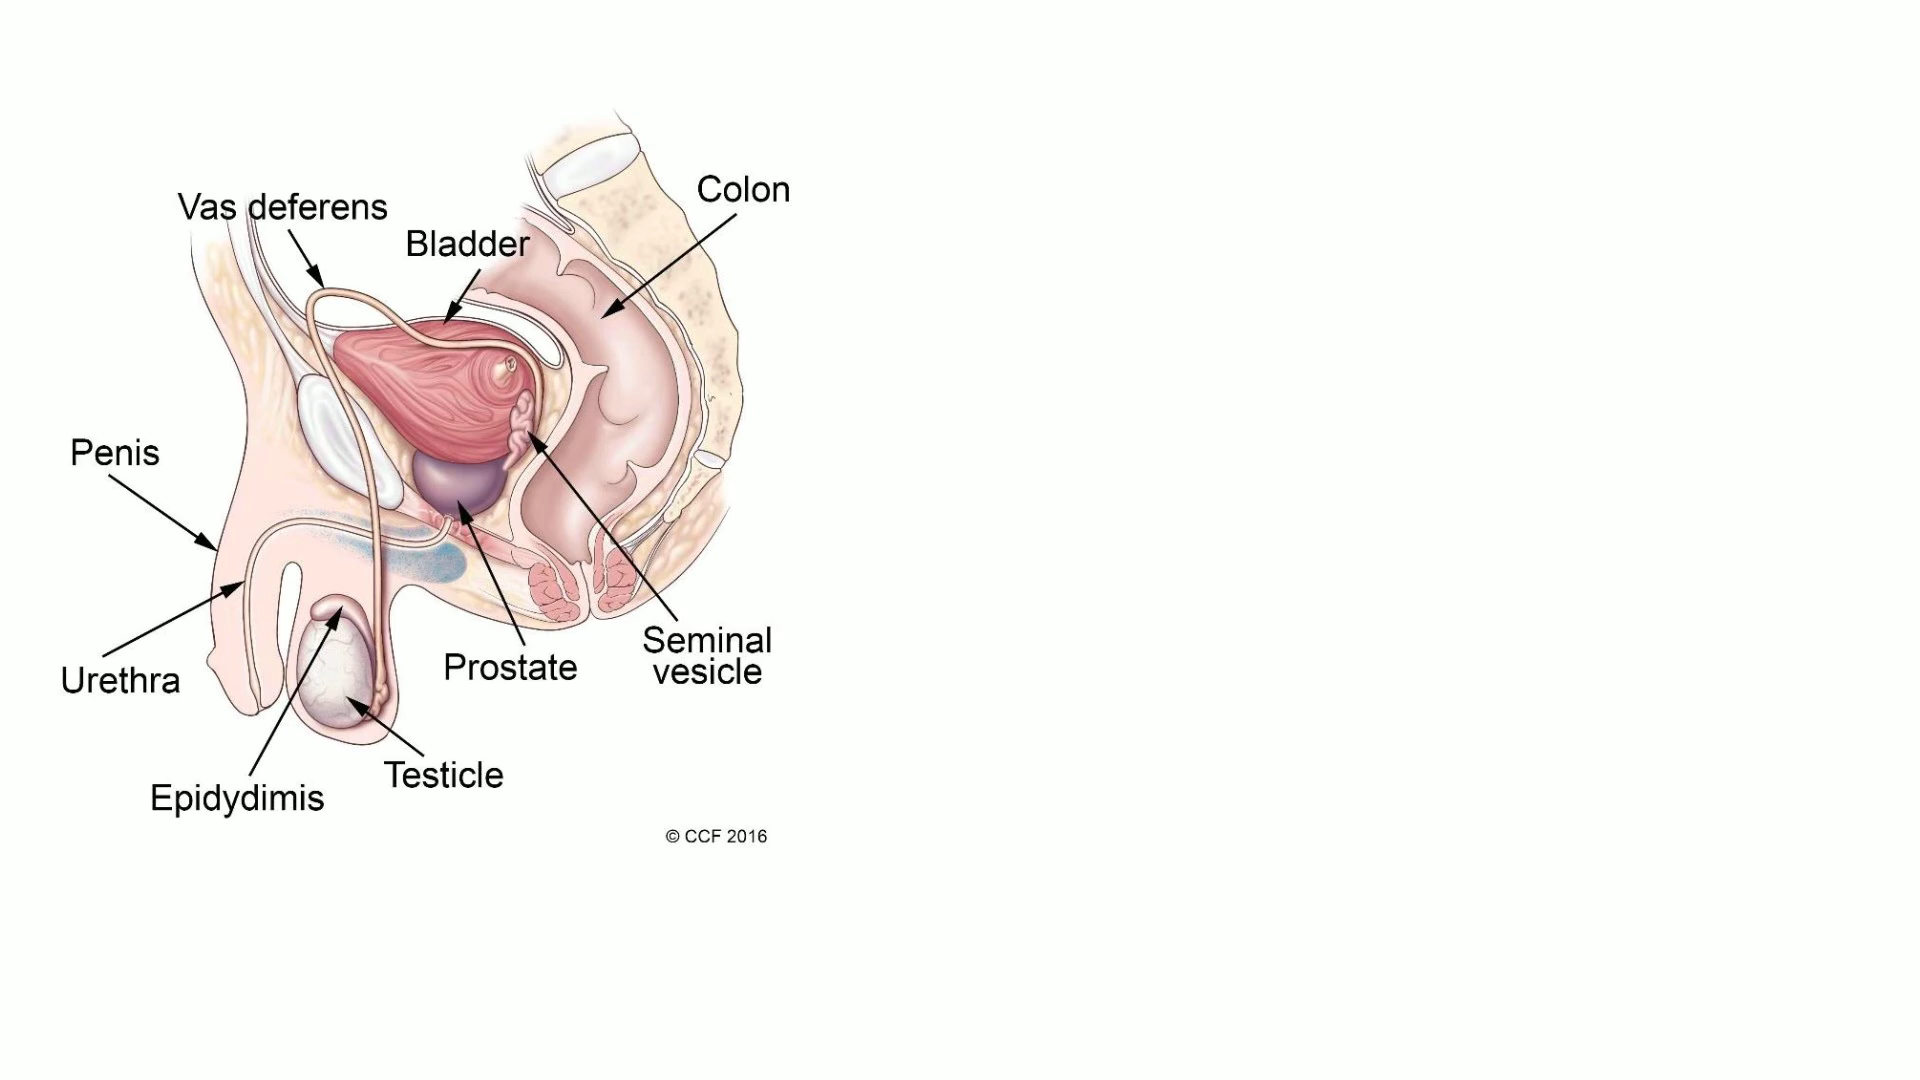 Colon
Vas deferens
Bladder
Penis
Seminal
vesicle
Prostate
Urethra
Testicle
Epidydimis
© CCF 2016